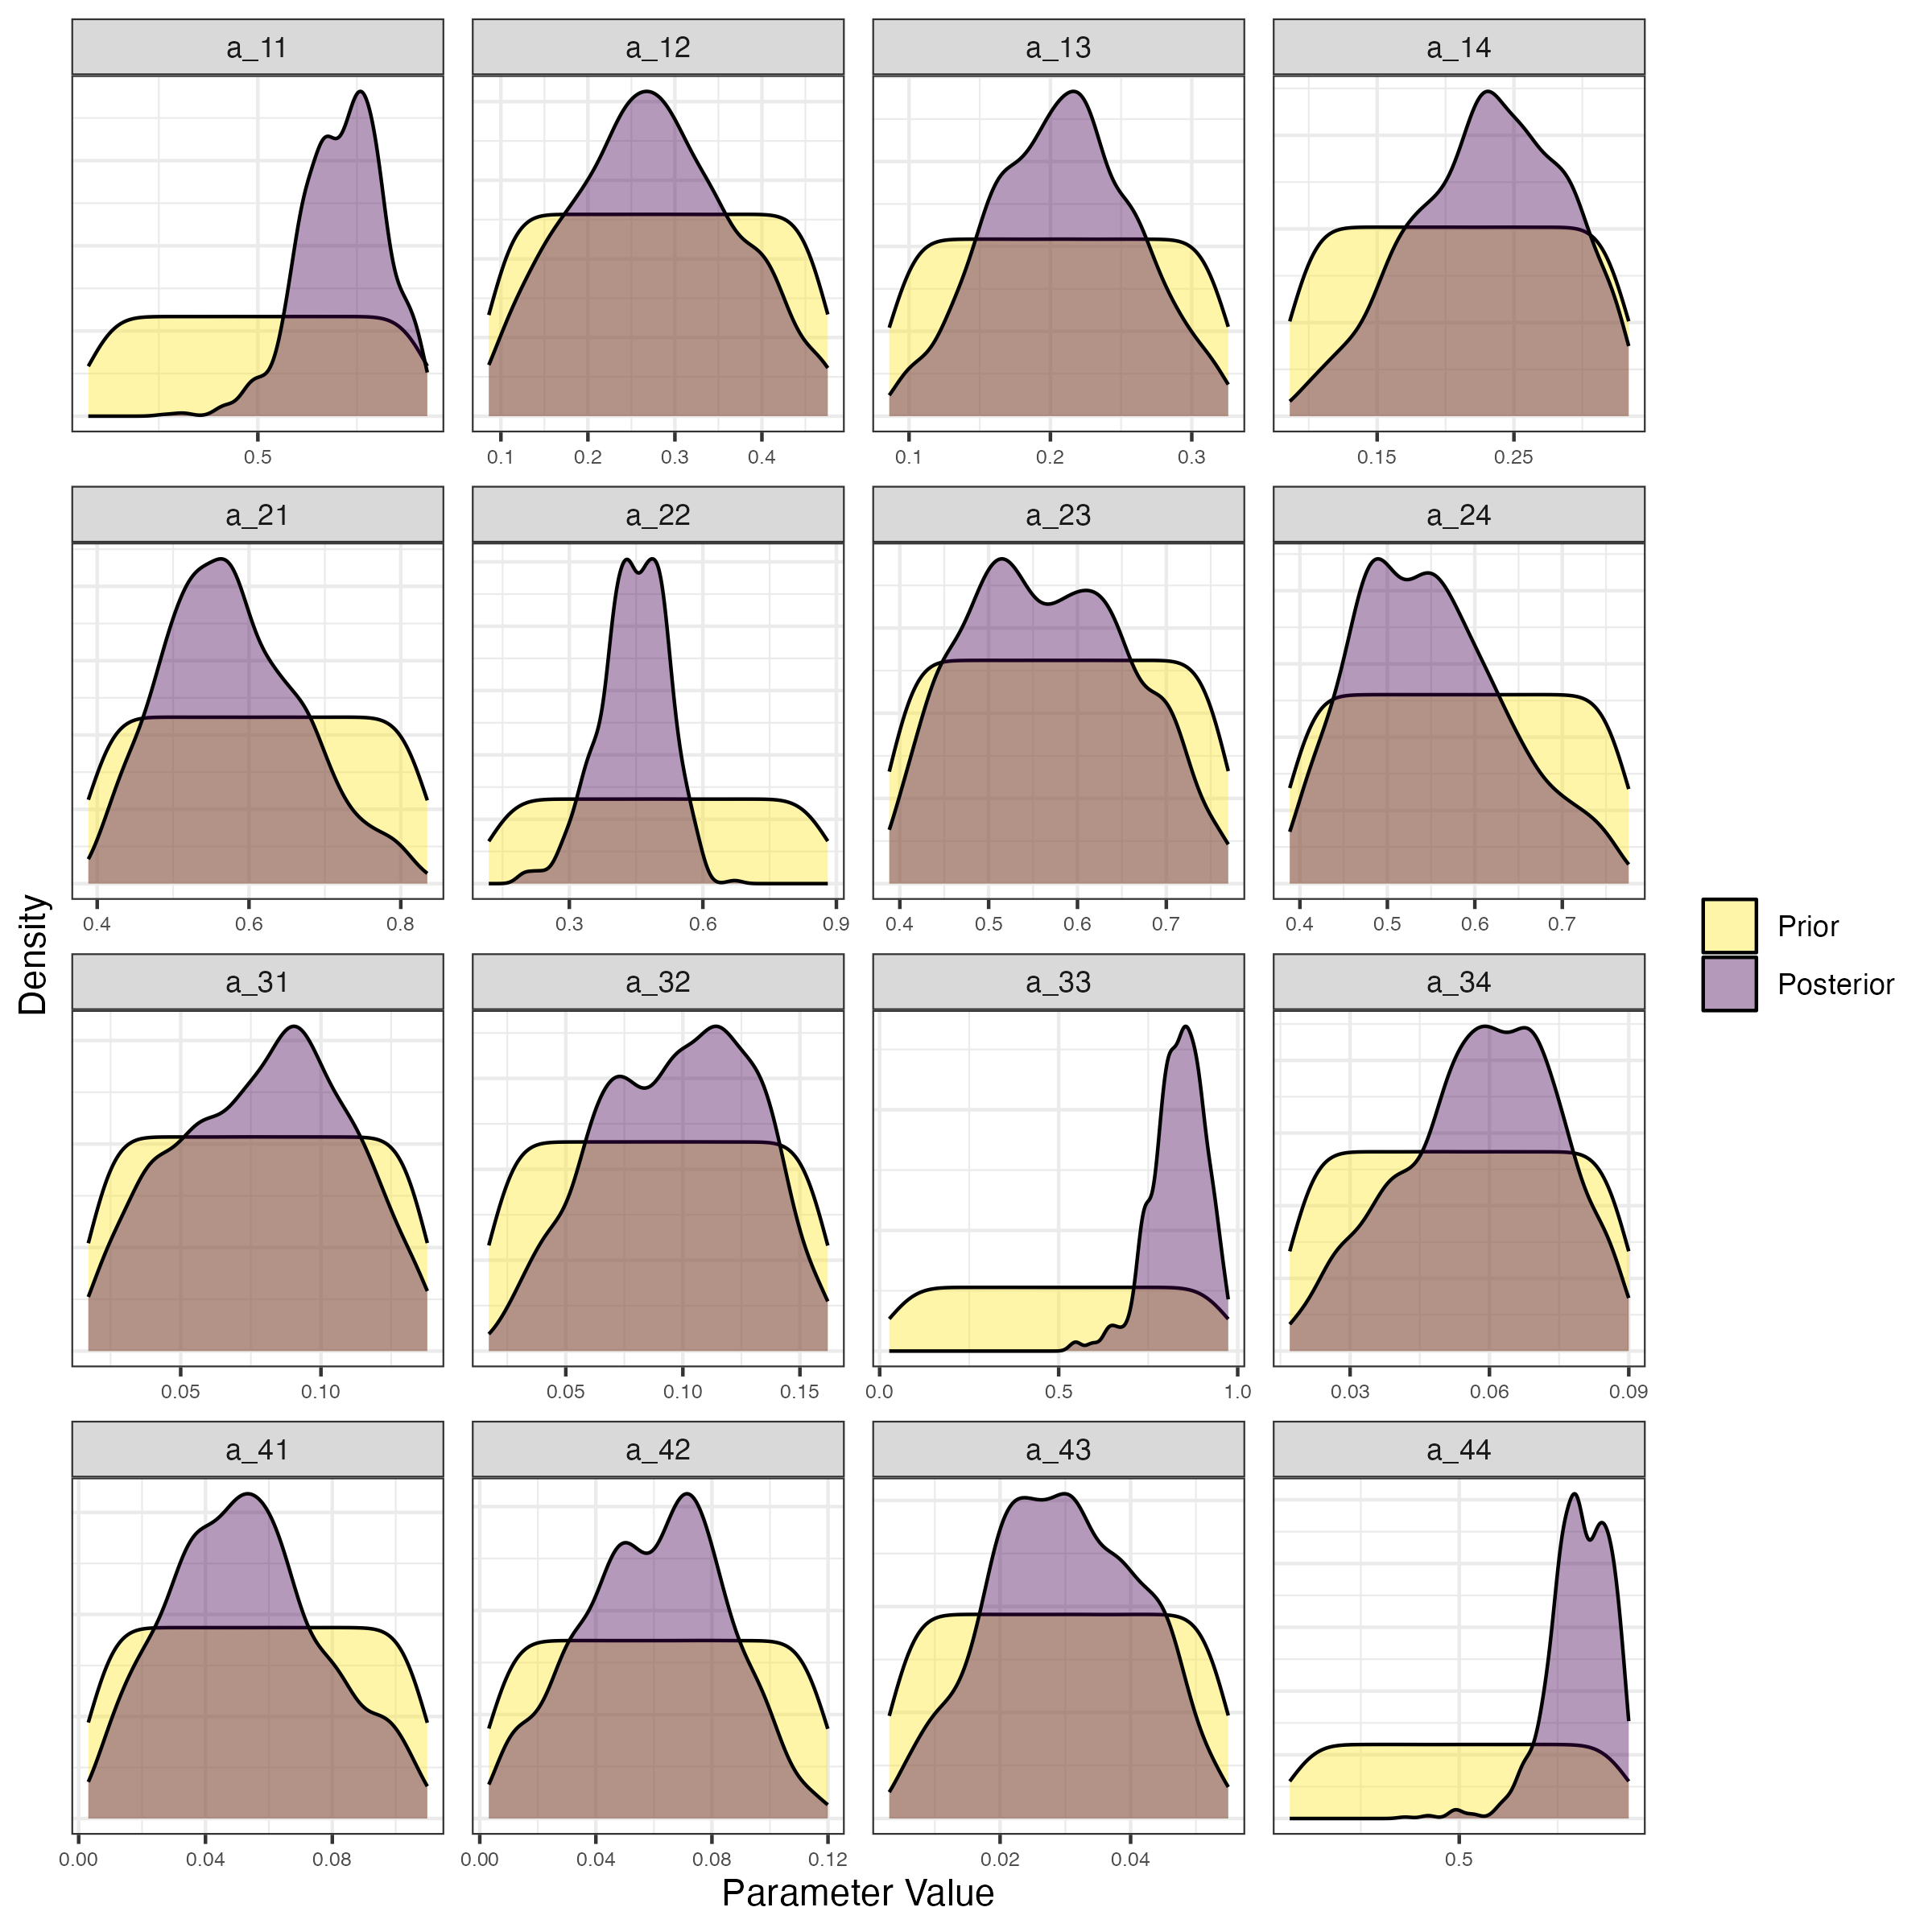 a_11 a_12 a_13 a_14
0.5 0.1 0.2 0.3 0.4 0.1 0.2 0.3 0.15 0.25
a_21 a_22 a_23 a_24
0.4 0.6 0.8 0.3 0.6 0.9 0.4 0.5 0.6 0.7 0.4 0.5 0.6 0.7
Density
Prior
Posterior
a_31 a_32 a_33 a_34
0.05 0.10 0.05 0.10 0.15 0.0 0.5 1.0 0.03 0.06 0.09
a_41 a_42 a_43 a_44
0.00 0.04 0.08 0.00 0.04 0.08 0.12 0.02 0.04 0.5
Parameter Value